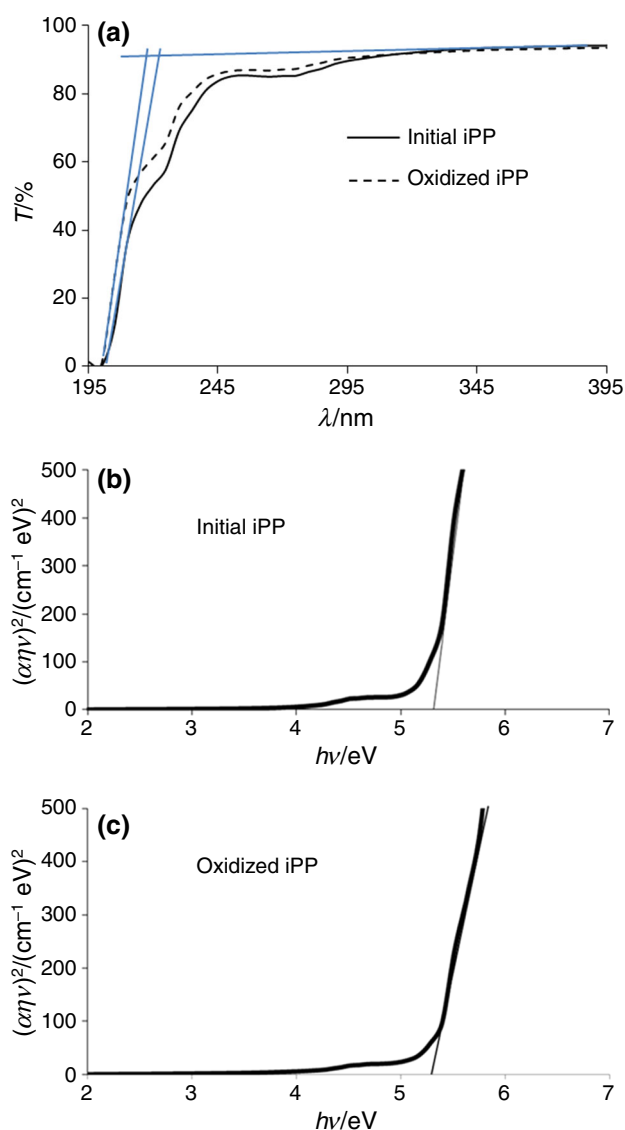 (a)
100
80
60
40
20
0
T/%
Initial iPP
Oxidized iPP
195 245 295 345 395
λ/nm
(b)
500
400
300
200
100
0
(αην)²/(cm⁻¹ eV)²
Initial iPP
2 3 4 5 6 7
hν/eV
(c)
500
400
300
200
100
0
(αην)²/(cm⁻¹ eV)²
Oxidized iPP
2 3 4 5 6 7
hν/eV